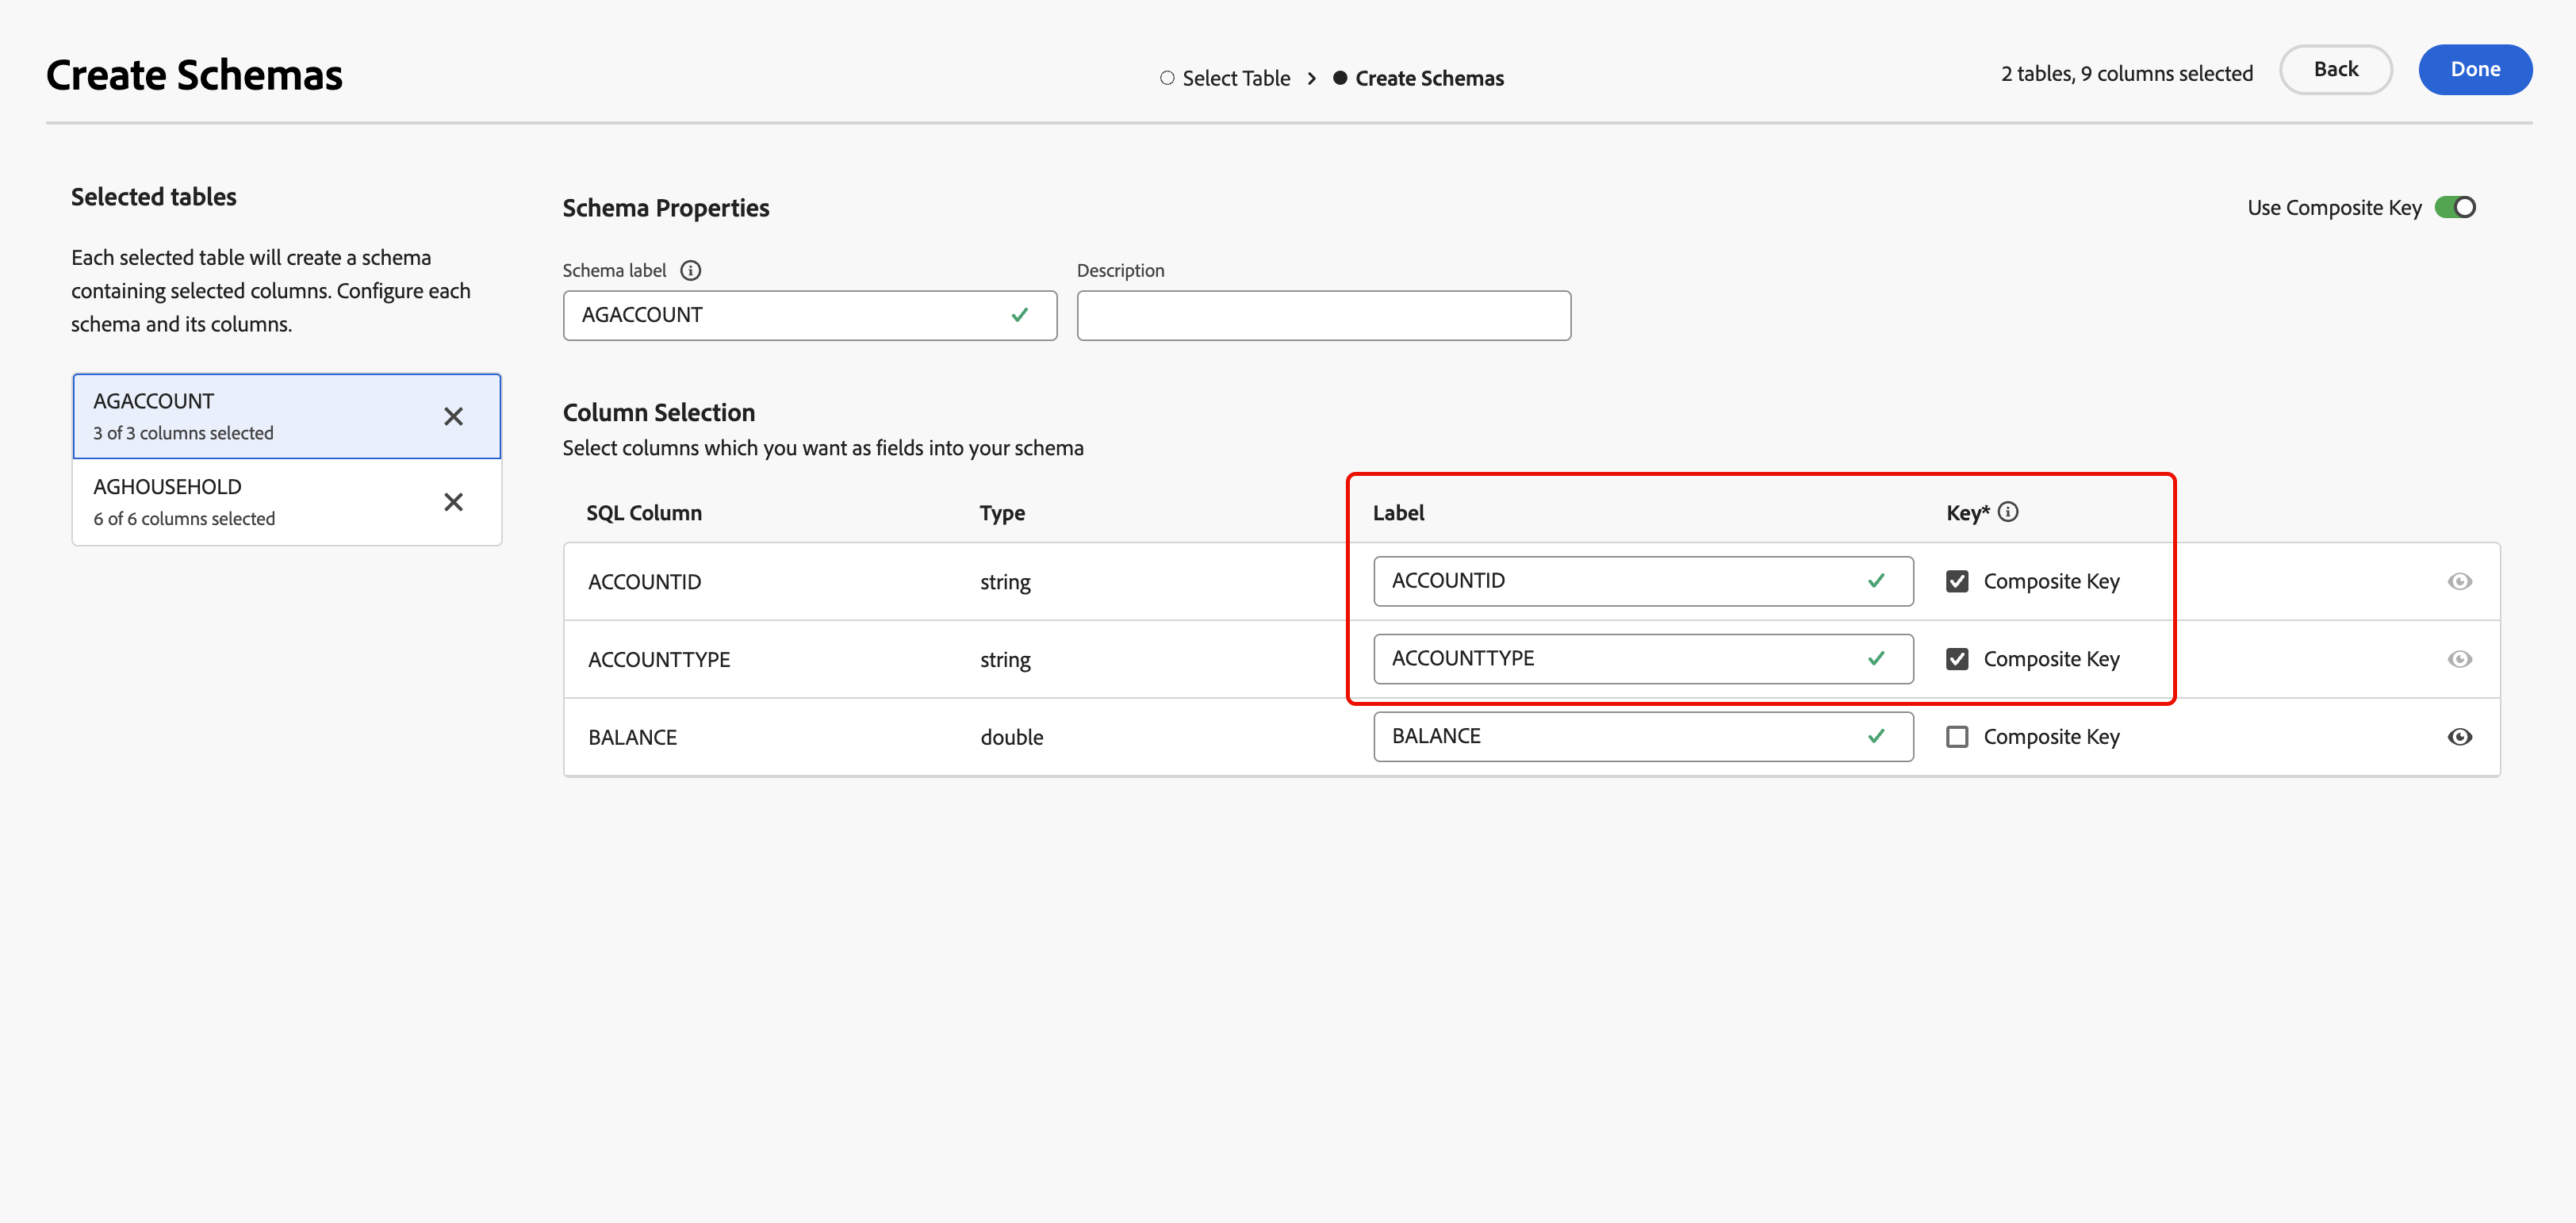 Create Schemas
Select Table > Create Schemas
2 tables, 9 columns selected
Back
Done
Selected tables
Each selected table will create a schema
containing selected columns. Configure each
schema and its columns.
AGACCOUNT
3 of 3 columns selected
AGHOUSEHOLD
6 of 6 columns selected
Schema Properties
Use Composite Key
Schema label
Description
AGACCOUNT
Column Selection
Select columns which you want as fields into your schema
SQL Column Type Label Key*
ACCOUNTID string ACCOUNTID Composite Key
ACCOUNTTYPE string ACCOUNTTYPE Composite Key
BALANCE double BALANCE Composite Key